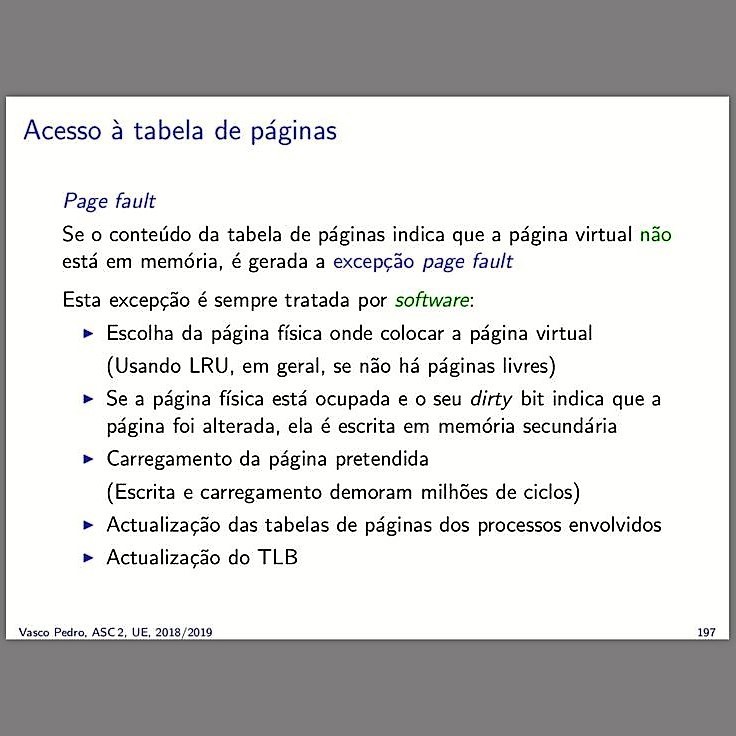 Acesso à tabela de páginas
Page fault
Se o conteúdo da tabela de páginas indica que a página virtual não
está em memória, é gerada a excepção page fault
Esta excepção é sempre tratada por software:
▶ Escolha da página física onde colocar a página virtual
(Usando LRU, em geral, se não há páginas livres)
▶ Se a página física está ocupada e o seu dirty bit indica que a
página foi alterada, ela é escrita em memória secundária
▶ Carregamento da página pretendida
(Escrita e carregamento demoram milhões de ciclos)
▶ Actualização das tabelas de páginas dos processos envolvidos
▶ Actualização do TLB
Vasco Pedro, ASC 2, UE, 2018/2019
197